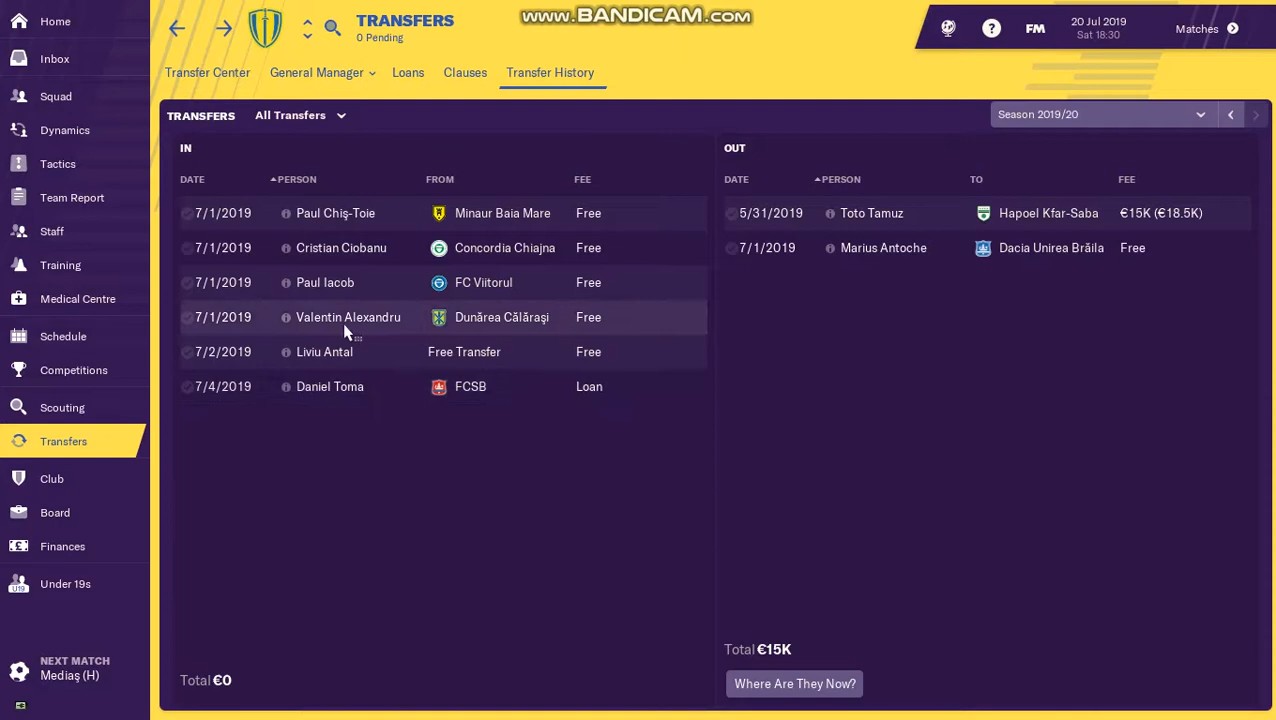 www.BANDICAM.com
Home
Inbox
Squad
Dynamics
Tactics
Team Report
Staff
Training
Medical Centre
Schedule
Competitions
Scouting
Transfers
Club
Board
Finances
U19
Under 19s
NEXT MATCH
Mediaş (H)
TRANSFERS
0 Pending
?
FM
20 Jul 2019
Sat 18:30
Matches
Transfer Center
General Manager
Loans
Clauses
Transfer History
TRANSFERS
All Transfers
Season 2019/20
IN
DATE PERSON FROM FEE
7/1/2019 Paul Chiş-Toie Minaur Baia Mare Free
7/1/2019 Cristian Ciobanu Concordia Chiajna Free
7/1/2019 Paul Iacob FC Viitorul Free
7/1/2019 Valentin Alexandru Dunărea Călăraşi Free
7/2/2019 Liviu Antal Free Transfer Free
7/4/2019 Daniel Toma FCSB Loan
Total €0
OUT
DATE PERSON TO FEE
5/31/2019 Toto Tamuz Hapoel Kfar-Saba €15K (€18.5K)
7/1/2019 Marius Antoche Dacia Unirea Brăila Free
Total €15K
Where Are They Now?